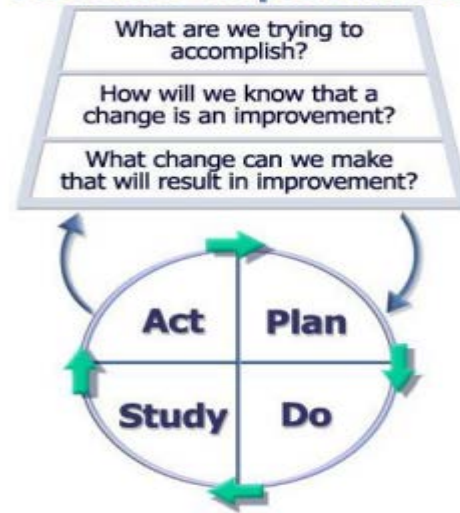 What are we trying to
accomplish?
How will we know that a
change is an improvement?
What change can we make
that will result in improvement?
Act Plan
Study Do